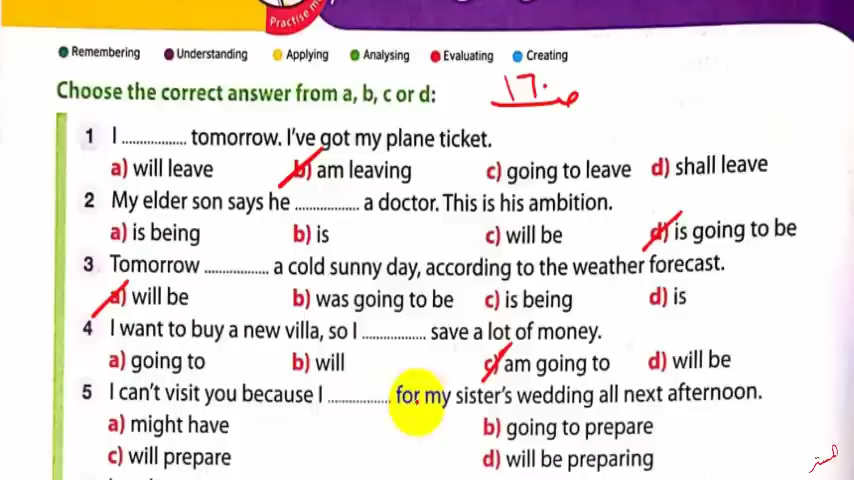 Practise m
Remembering Understanding Applying Analysing Evaluating Creating
Choose the correct answer from a, b, c or d:
ص ١٦٠
1 I ................ tomorrow. I've got my plane ticket.
a) will leave b) am leaving c) going to leave d) shall leave
2 My elder son says he ................ a doctor. This is his ambition.
a) is being b) is c) will be d) is going to be
3 Tomorrow ................ a cold sunny day, according to the weather forecast.
a) will be b) was going to be c) is being d) is
4 I want to buy a new villa, so I ................ save a lot of money.
a) going to b) will c) am going to d) will be
5 I can't visit you because I ................ for my sister's wedding all next afternoon.
a) might have b) going to prepare
c) will prepare d) will be preparing
المستر